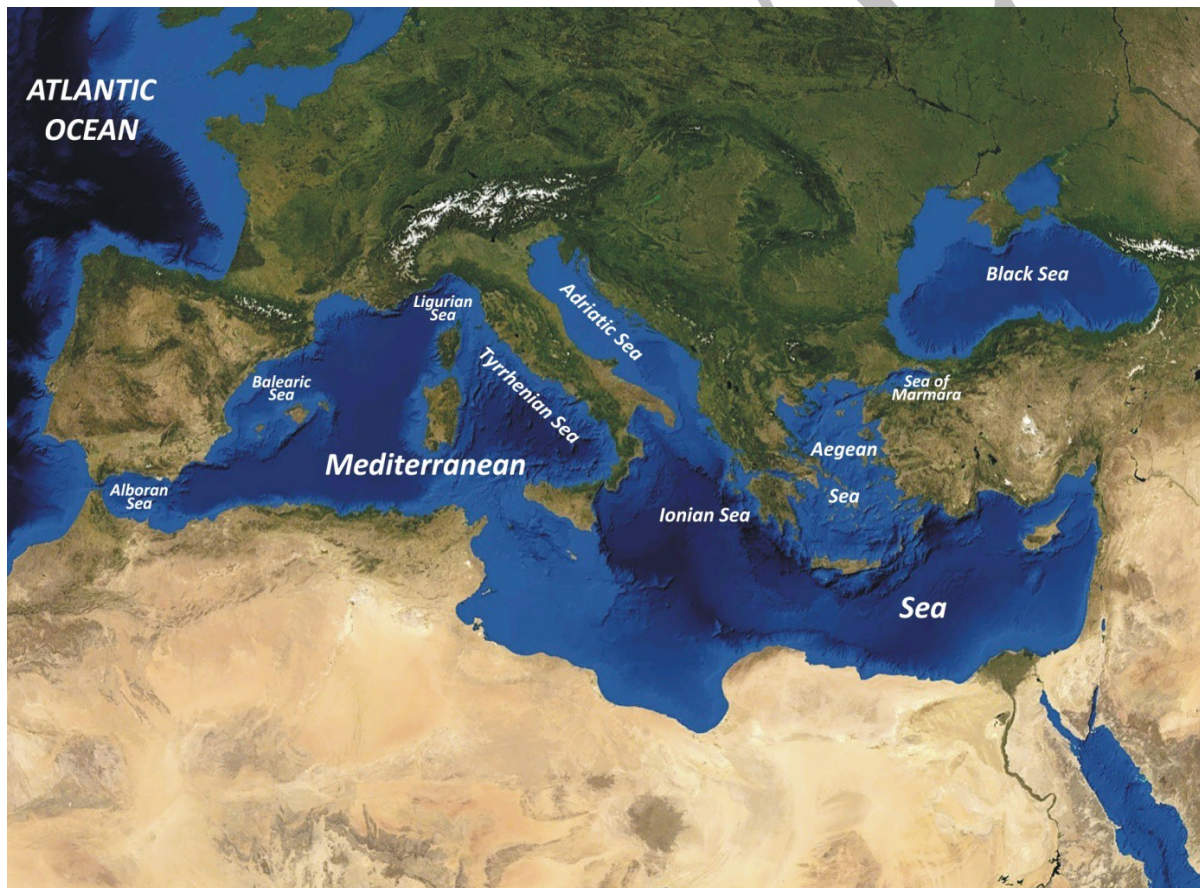 ATLANTIC
OCEAN
Black Sea
Ligurian
Sea
Adriatic Sea
Tyrrhenian Sea
Balearic
Sea
Sea of
Marmara
Aegean
Sea
Mediterranean
Sea
Alboran
Sea
Ionian Sea